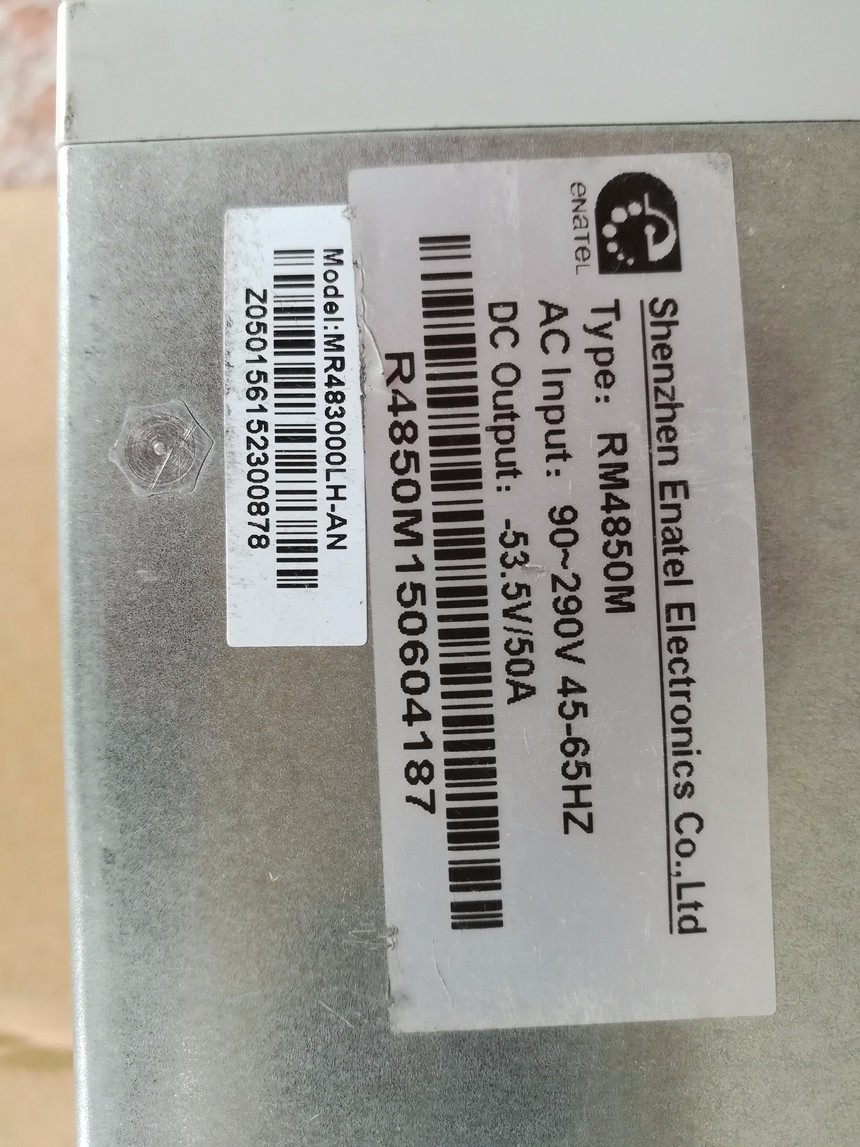 eNaTeL
Shenzhen Enatel Electronics Co.,Ltd
Type: RM4850M
AC Input: 90~290V 45-65HZ
DC Output: -53.5V/50A
R4850M150604187
Model:MR483000LH-AN
Z050156152300878